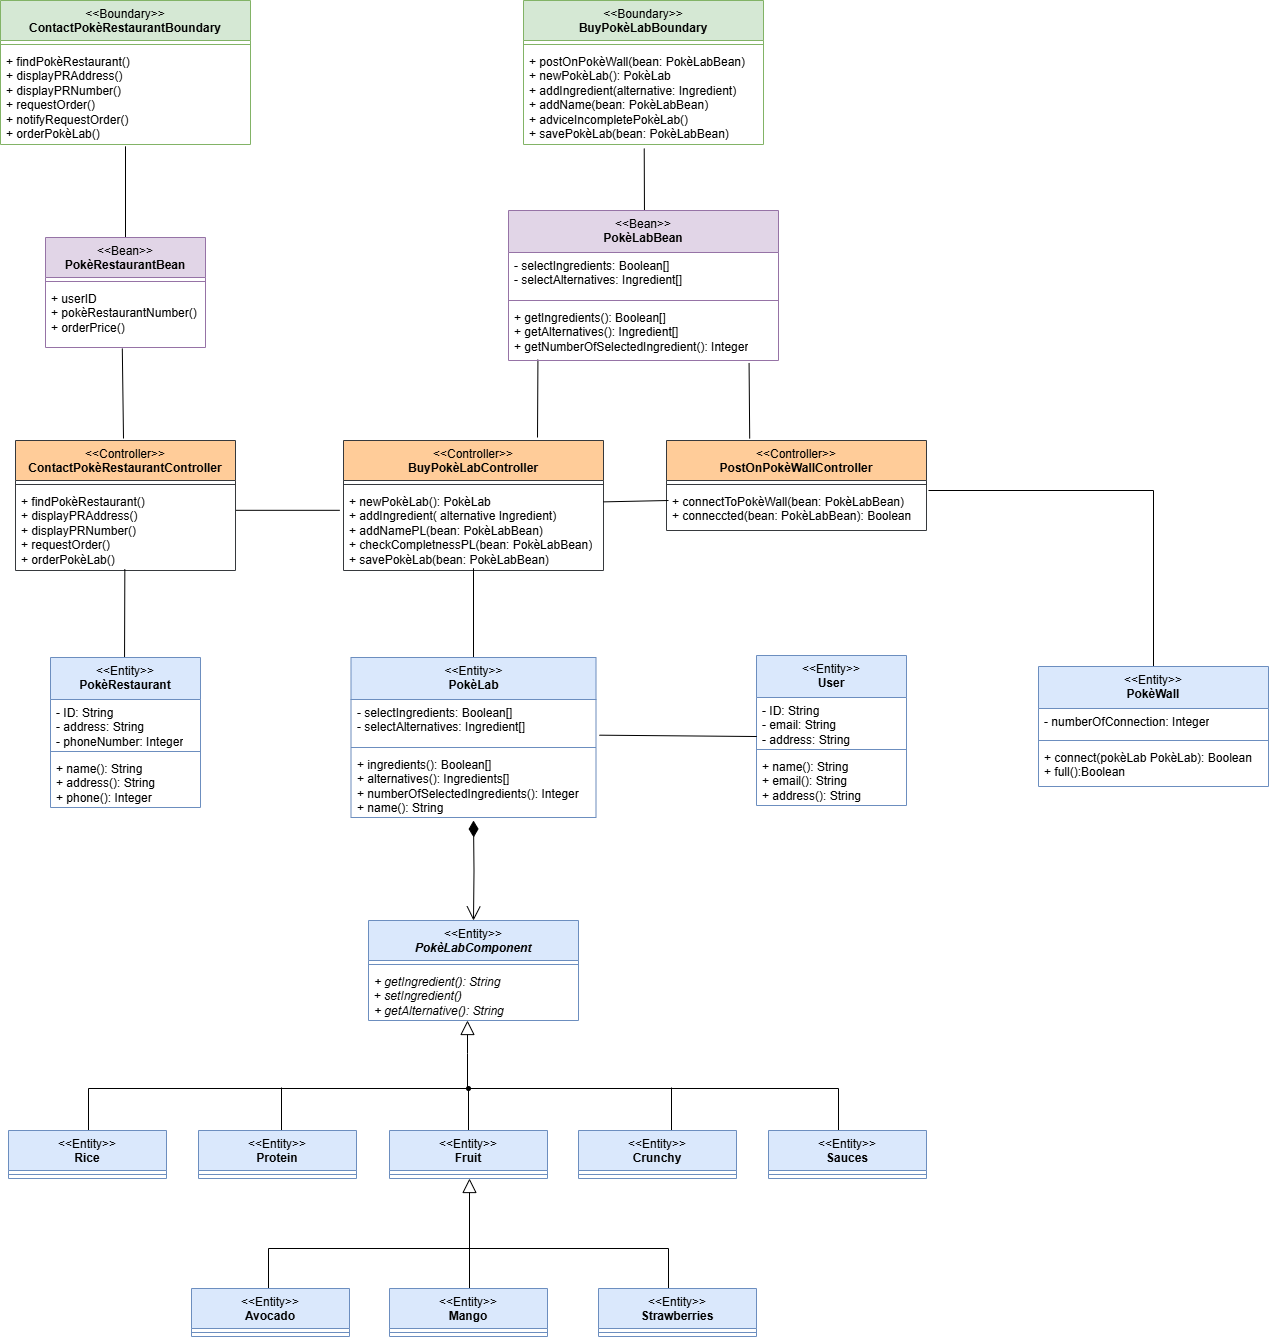 <<Boundary>>
ContactPokèRestaurantBoundary
+ findPokèRestaurant()
+ displayPRAddress()
+ displayPRNumber()
+ requestOrder()
+ notifyRequestOrder()
+ orderPokèLab()
<<Boundary>>
BuyPokèLabBoundary
+ postOnPokèWall(bean: PokèLabBean)
+ newPokèLab(): PokèLab
+ addIngredient(alternative: Ingredient)
+ addName(bean: PokèLabBean)
+ adviceIncompletePokèLab()
+ savePokèLab(bean: PokèLabBean)
<<Bean>>
PokèRestaurantBean
+ userID
+ pokèRestaurantNumber()
+ orderPrice()
<<Bean>>
PokèLabBean
- selectIngredients: Boolean[]
- selectAlternatives: Ingredient[]
+ getIngredients(): Boolean[]
+ getAlternatives(): Ingredient[]
+ getNumberOfSelectedIngredient(): Integer
<<Controller>>
ContactPokèRestaurantController
+ findPokèRestaurant()
+ displayPRAddress()
+ displayPRNumber()
+ requestOrder()
+ orderPokèLab()
<<Controller>>
BuyPokèLabController
+ newPokèLab(): PokèLab
+ addIngredient( alternative Ingredient)
+ addNamePL(bean: PokèLabBean)
+ checkCompletnessPL(bean: PokèLabBean)
+ savePokèLab(bean: PokèLabBean)
<<Controller>>
PostOnPokèWallController
+ connectToPokèWall(bean: PokèLabBean)
+ conneccted(bean: PokèLabBean): Boolean
<<Entity>>
PokèRestaurant
- ID: String
- address: String
- phoneNumber: Integer
+ name(): String
+ address(): String
+ phone(): Integer
<<Entity>>
PokèLab
- selectIngredients: Boolean[]
- selectAlternatives: Ingredient[]
+ ingredients(): Boolean[]
+ alternatives(): Ingredients[]
+ numberOfSelectedIngredients(): Integer
+ name(): String
<<Entity>>
User
- ID: String
- email: String
- address: String
+ name(): String
+ email(): String
+ address(): String
<<Entity>>
PokèWall
- numberOfConnection: Integer
+ connect(pokèLab PokèLab): Boolean
+ full():Boolean
<<Entity>>
PokèLabComponent
+ getIngredient(): String
+ setIngredient()
+ getAlternative(): String
<<Entity>>
Rice
<<Entity>>
Protein
<<Entity>>
Fruit
<<Entity>>
Crunchy
<<Entity>>
Sauces
<<Entity>>
Avocado
<<Entity>>
Mango
<<Entity>>
Strawberries